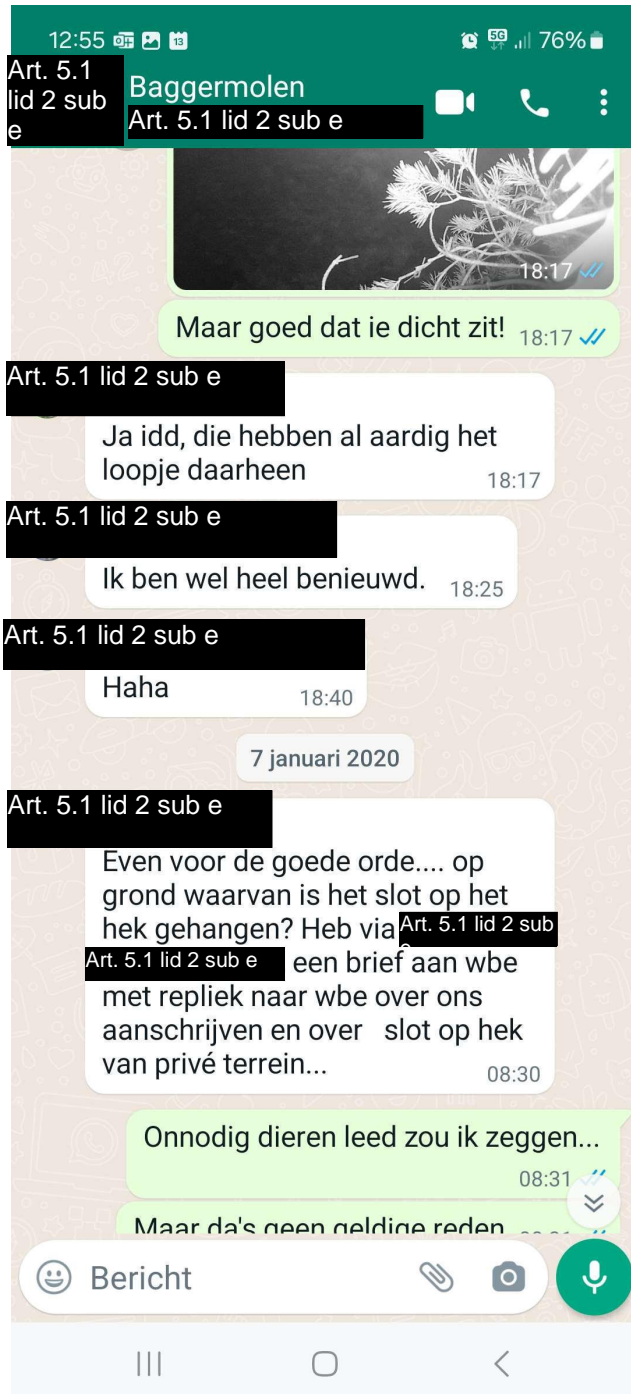 12:55
13
5G
76%
Art. 5.1
lid 2 sub
e
Baggermolen
Art. 5.1 lid 2 sub e
18:17
Maar goed dat ie dicht zit! 18:17
Art. 5.1 lid 2 sub e
Ja idd, die hebben al aardig het
loopje daarheen 18:17
Art. 5.1 lid 2 sub e
Ik ben wel heel benieuwd. 18:25
Art. 5.1 lid 2 sub e
Haha 18:40
7 januari 2020
Art. 5.1 lid 2 sub e
Even voor de goede orde.... op
grond waarvan is het slot op het
hek gehangen? Heb via Art. 5.1 lid 2 sub
Art. 5.1 lid 2 sub e een brief aan wbe
met repliek naar wbe over ons
aanschrijven en over slot op hek
van privé terrein... 08:30
Onnodig dieren leed zou ik zeggen...
08:31
Maar da's geen geldige reden
Bericht